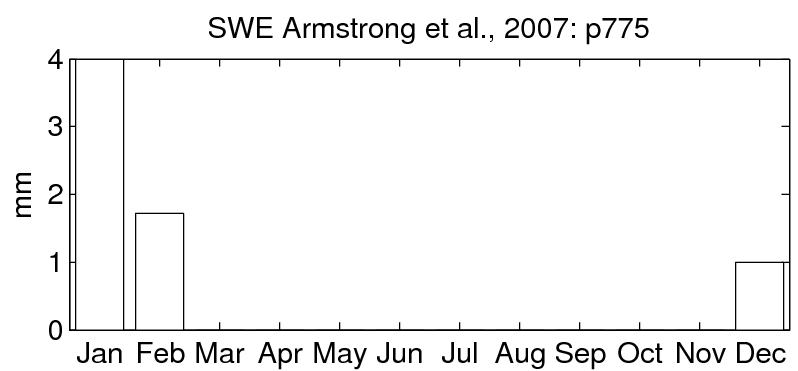 SWE Armstrong et al., 2007: p775
4
3
2
1
0
mm
Jan Feb Mar Apr May Jun Jul Aug Sep Oct Nov Dec